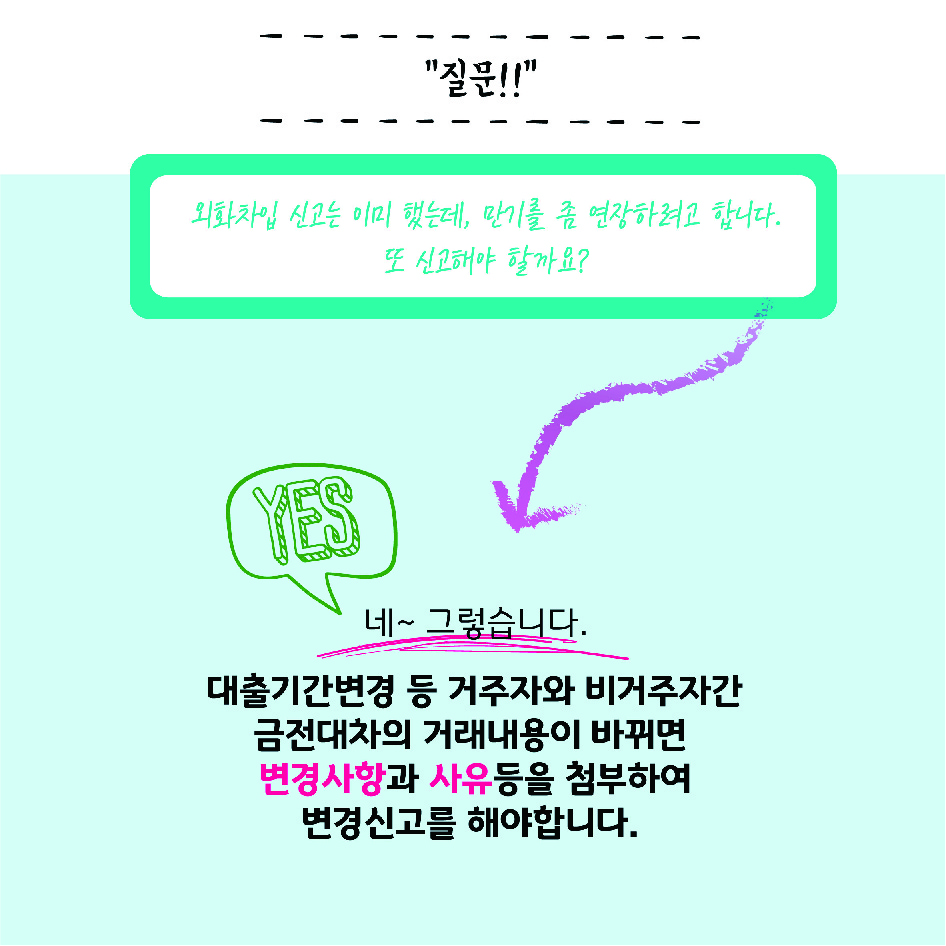 "질문!!"
외화차입 신고는 이미 했는데, 만기를 좀 연장하려고 합니다.
또 신고해야 할까요?
YES
네~ 그렇습니다.
대출기간변경 등 거주자와 비거주자간
금전대차의 거래내용이 바뀌면
변경사항과 사유등을 첨부하여
변경신고를 해야합니다.